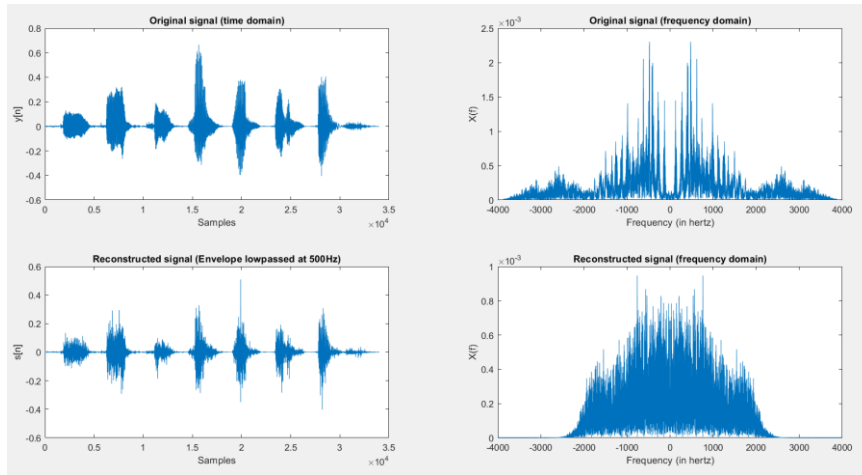 Original signal (time domain)
0.8
0.6
0.4
0.2
0
-0.2
-0.4
-0.6
y[n]
0 0.5 1 1.5 2 2.5 3 3.5
×10⁴
Samples
Original signal (frequency domain)
×10⁻³
2.5
2
1.5
1
0.5
0
X(f)
-4000 -3000 -2000 -1000 0 1000 2000 3000 4000
Frequency (in hertz)
Reconstructed signal (Envelope lowpassed at 500Hz)
0.6
0.4
0.2
0
-0.2
-0.4
-0.6
s[n]
0 0.5 1 1.5 2 2.5 3 3.5
×10⁴
Samples
Reconstructed signal (frequency domain)
×10⁻³
1
0.8
0.6
0.4
0.2
0
X(f)
-4000 -3000 -2000 -1000 0 1000 2000 3000 4000
Frequency (in hertz)